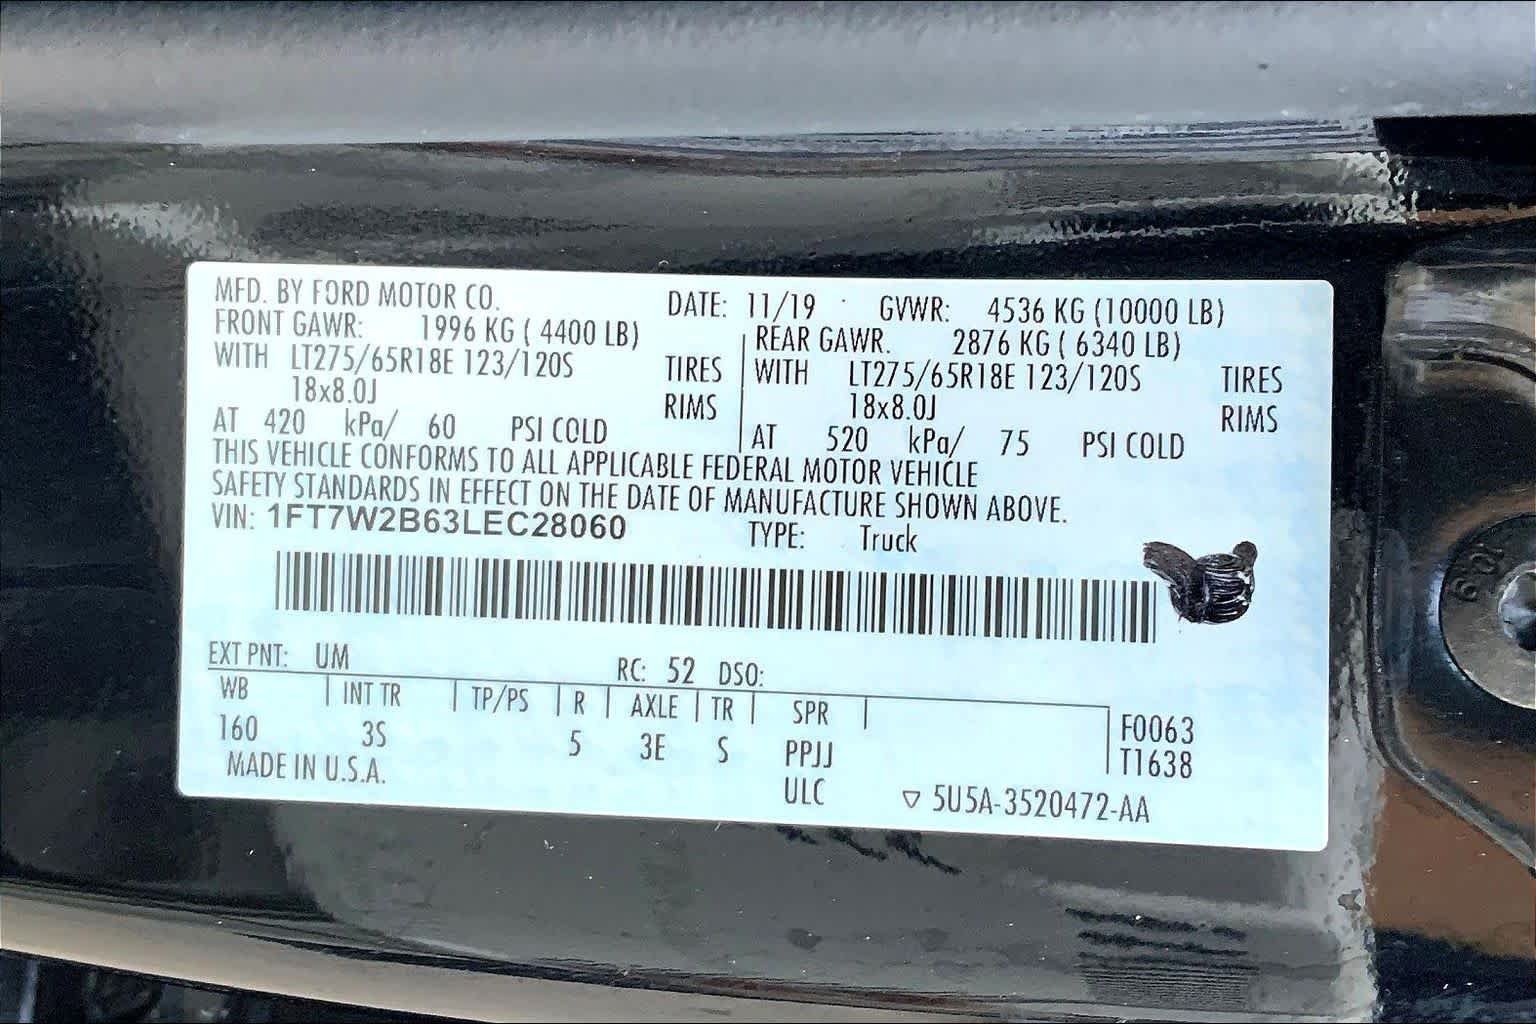 MFD. BY FORD MOTOR CO. DATE: 11/19 GVWR: 4536 KG (10000 LB)
FRONT GAWR: 1996 KG ( 4400 LB) REAR GAWR. 2876 KG ( 6340 LB)
WITH LT275/65R18E 123/120S TIRES WITH LT275/65R18E 123/120S TIRES
18x8.0J RIMS 18x8.0J RIMS
AT 420 kPa/ 60 PSI COLD AT 520 kPa/ 75 PSI COLD
THIS VEHICLE CONFORMS TO ALL APPLICABLE FEDERAL MOTOR VEHICLE
SAFETY STANDARDS IN EFFECT ON THE DATE OF MANUFACTURE SHOWN ABOVE.
VIN: 1FT7W2B63LEC28060 TYPE: Truck
EXT PNT: UM RC: 52 DSO:
WB INT TR TP/PS R AXLE TR SPR F0063
160 3S 5 3E S PPJJ T1638
MADE IN U.S.A. ULC ▽ 5U5A-3520472-AA
10.9